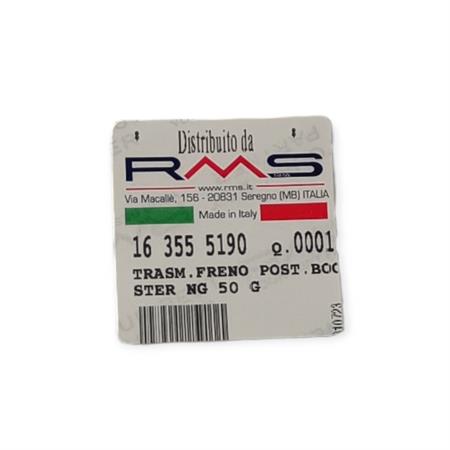 Distribuito da
RMS
www.rms.it
Via Macallè, 156 - 20831 Seregno (MB) ITALIA
Made in Italy
16 355 5190 Q.0001
TRASM.FRENO POST.BOO
STER NG 50 G